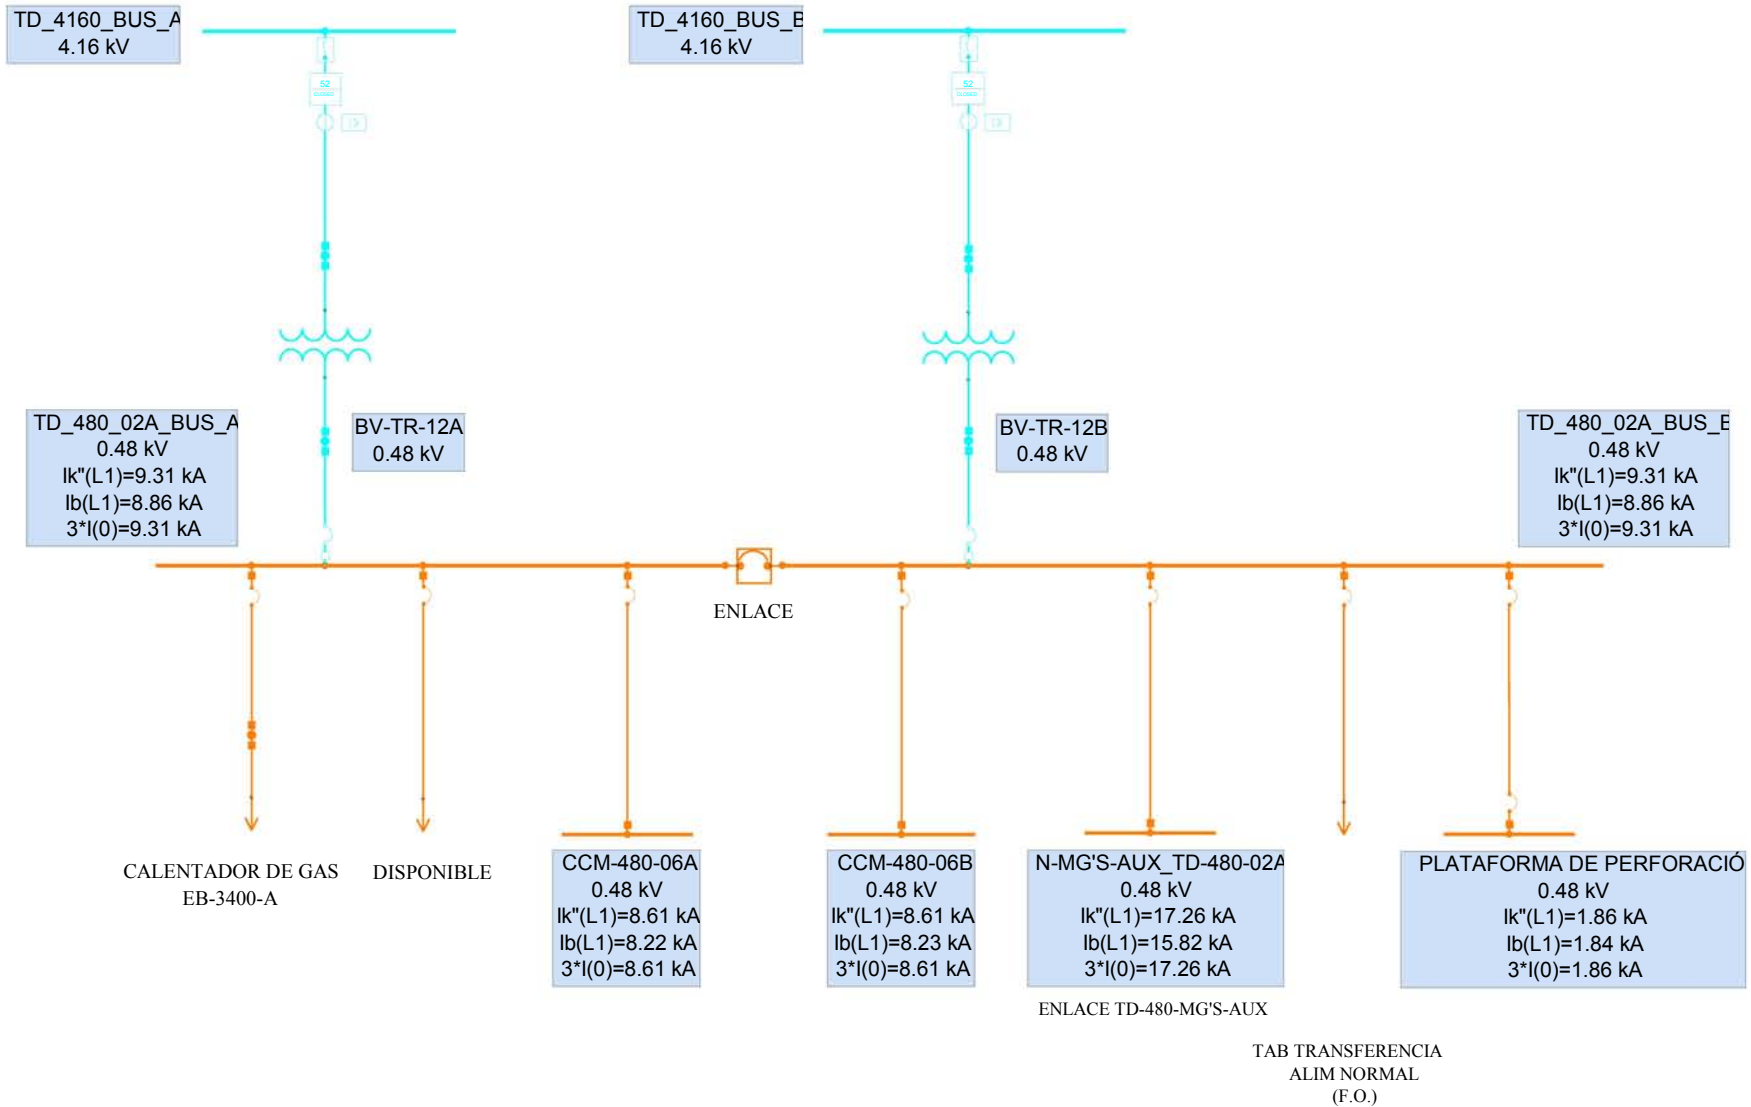 TD_4160_BUS_A
4.16 kV
TD_4160_BUS_B
4.16 kV
52
CLOSED
52
CLOSED
TD_480_02A_BUS_A
0.48 kV
Ik"(L1)=9.31 kA
Ib(L1)=8.86 kA
3*I(0)=9.31 kA
BV-TR-12A
0.48 kV
BV-TR-12B
0.48 kV
TD_480_02A_BUS_B
0.48 kV
Ik"(L1)=9.31 kA
Ib(L1)=8.86 kA
3*I(0)=9.31 kA
ENLACE
CALENTADOR DE GAS
EB-3400-A
DISPONIBLE
CCM-480-06A
0.48 kV
Ik"(L1)=8.61 kA
Ib(L1)=8.22 kA
3*I(0)=8.61 kA
CCM-480-06B
0.48 kV
Ik"(L1)=8.61 kA
Ib(L1)=8.23 kA
3*I(0)=8.61 kA
N-MG'S-AUX_TD-480-02A
0.48 kV
Ik"(L1)=17.26 kA
Ib(L1)=15.82 kA
3*I(0)=17.26 kA
ENLACE TD-480-MG'S-AUX
PLATAFORMA DE PERFORACIÓ
0.48 kV
Ik"(L1)=1.86 kA
Ib(L1)=1.84 kA
3*I(0)=1.86 kA
TAB TRANSFERENCIA
ALIM NORMAL
(F.O.)